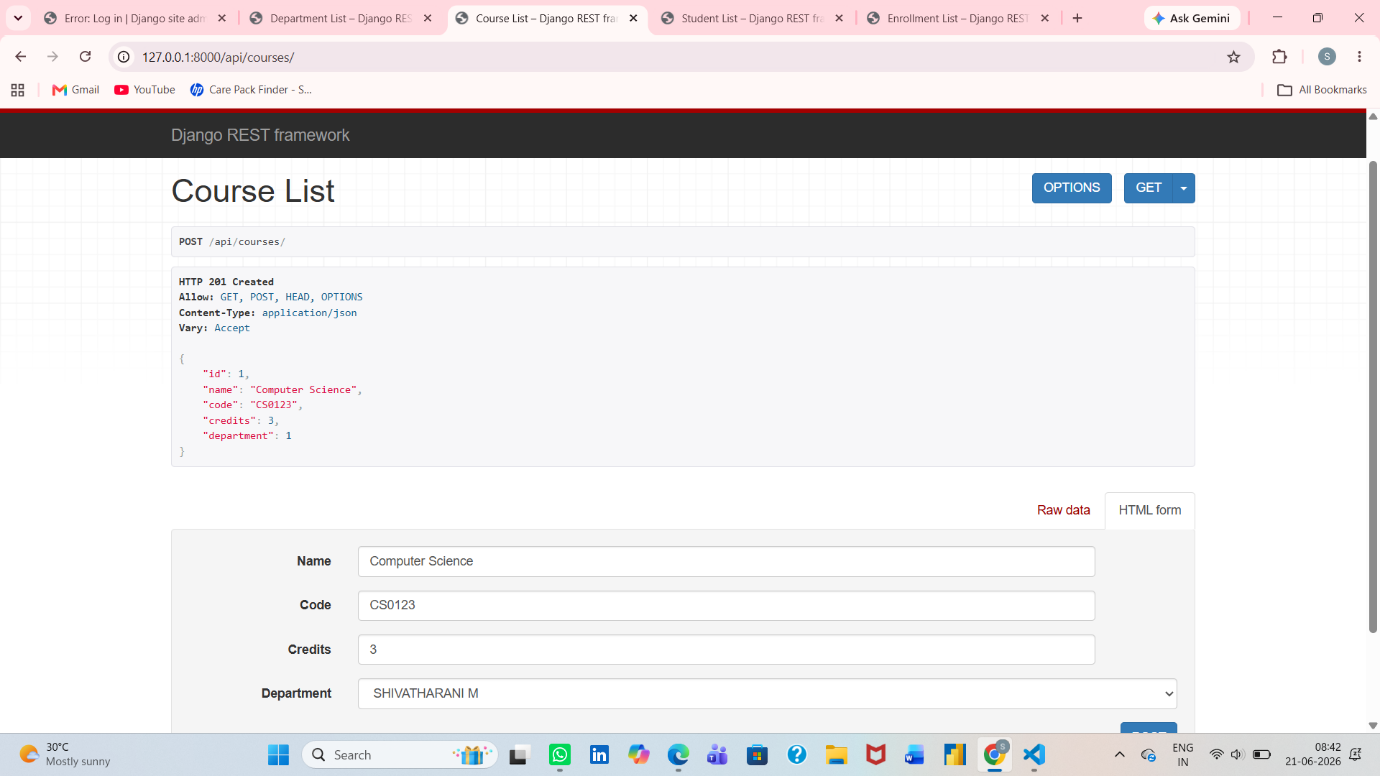 Error: Log in | Django site adm
Department List – Django RES
Course List – Django REST fra
Student List – Django REST fr
Enrollment List – Django REST
Ask Gemini
127.0.0.1:8000/api/courses/
S
Gmail
YouTube
hp
Care Pack Finder - S...
All Bookmarks
Django REST framework
Course List
OPTIONS
GET
POST /api/courses/
HTTP 201 Created
Allow: GET, POST, HEAD, OPTIONS
Content-Type: application/json
Vary: Accept
{
"id": 1,
"name": "Computer Science",
"code": "CS0123",
"credits": 3,
"department": 1
}
Raw data
HTML form
Name
Computer Science
Code
CS0123
Credits
3
Department
SHIVATHARANI M
30°C
Mostly sunny
Search
ENG
IN
08:42
21-06-2026